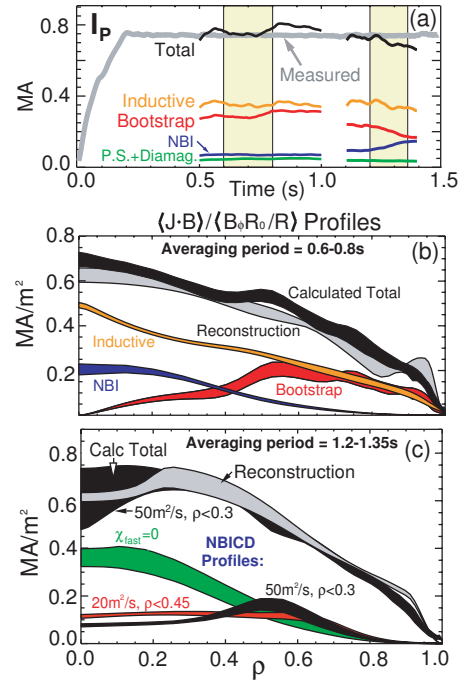 I_P
(a)
Total
Measured
MA
0.8
0.4
0.0
Inductive
Bootstrap
NBI
P.S.+Diamag.
0.0 0.5 1.0 1.5
Time (s)
⟨J·B⟩/⟨B_ϕR_0/R⟩ Profiles
0.8
Averaging period = 0.6-0.8s
(b)
Calculated Total
0.6
Reconstruction
MA/m²
0.4
Inductive
0.2
NBI
Bootstrap
Averaging period = 1.2-1.35s
(c)
0.8
Calc Total
Reconstruction
0.6
50m²/s, ρ<0.3
MA/m²
χ_fast=0
NBICD
Profiles:
0.4
50m²/s, ρ<0.3
0.2
20m²/s, ρ<0.45
0.0
0.0 0.2 0.4 0.6 0.8 1.0
ρ